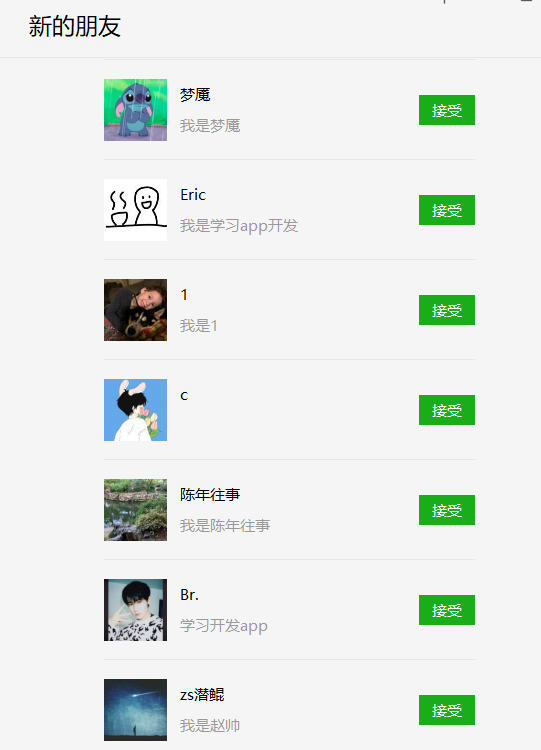 新的朋友
梦魇
接受
我是梦魇
Eric
接受
我是学习app开发
1
接受
我是1
c
接受
陈年往事
接受
我是陈年往事
Br.
接受
学习开发app
zs潜鲲
接受
我是赵帅